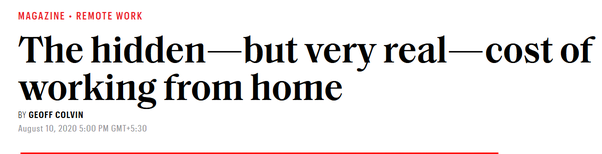 MAGAZINE • REMOTE WORK
The hidden—but very real—cost of
working from home
BY GEOFF COLVIN
August 10, 2020 5:00 PM GMT+5:30